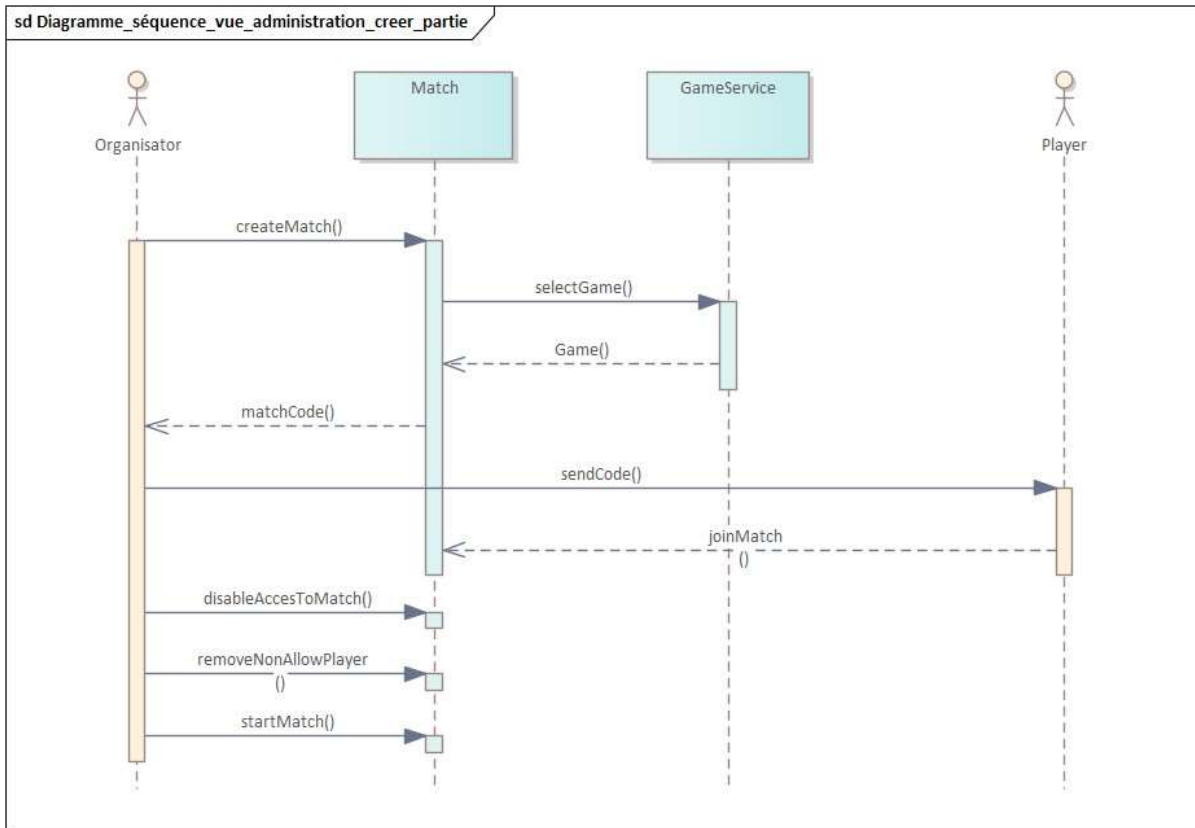 sd Diagramme_séquence_vue_administration_creer_partie
Organisator
Match
GameService
Player
createMatch()
selectGame()
Game()
matchCode()
sendCode()
joinMatch
()
disableAccesToMatch()
removeNonAllowPlayer
()
startMatch()